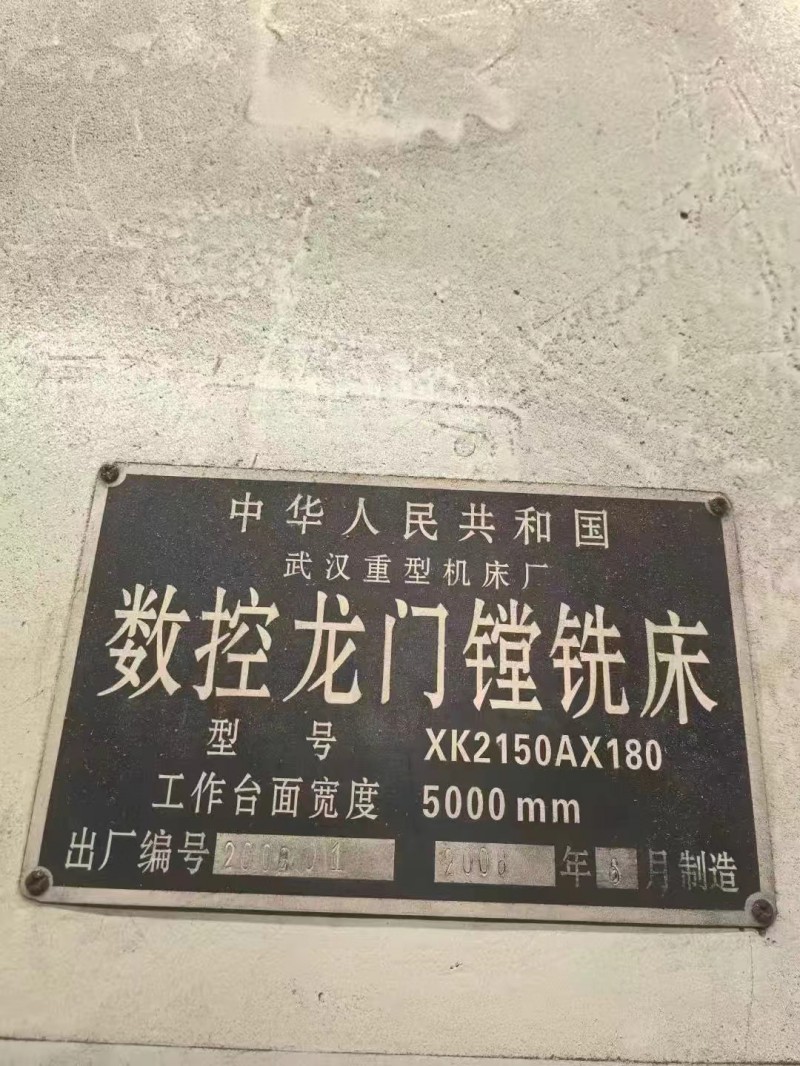 中华人民共和国
武汉重型机床厂
数控龙门镗铣床
型号 XK2150AX180
工作台面宽度 5000mm
出厂编号 2006 年 月制造